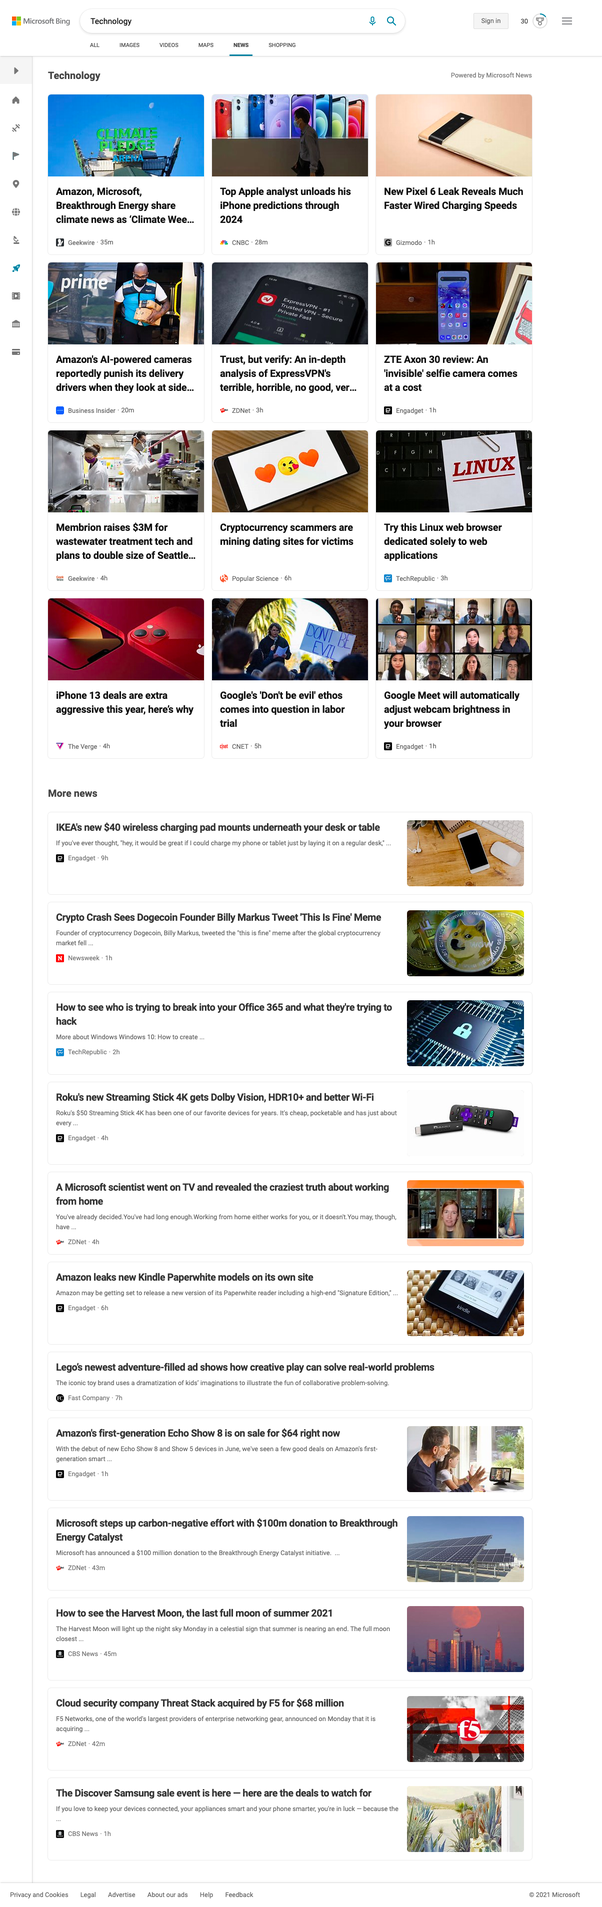 Microsoft Bing
Technology
Sign in
30
ALL
IMAGES
VIDEOS
MAPS
NEWS
SHOPPING
Technology
Powered by Microsoft News
CLIMATE
PLEDGE
ARENA
Amazon, Microsoft,
Breakthrough Energy share
climate news as ‘Climate Wee...
Geekwire · 35m
Top Apple analyst unloads his
iPhone predictions through
2024
CNBC · 28m
New Pixel 6 Leak Reveals Much
Faster Wired Charging Speeds
Gizmodo · 1h
prime
Amazon's AI-powered cameras
reportedly punish its delivery
drivers when they look at side...
Business Insider · 20m
ExpressVPN - #1
Trusted VPN - Secure
Private Fast
Trust, but verify: An in-depth
analysis of ExpressVPN's
terrible, horrible, no good, ver...
ZDNet · 3h
ZTE Axon 30 review: An
'invisible' selfie camera comes
at a cost
Engadget · 1h
Membrion raises $3M for
wastewater treatment tech and
plans to double size of Seattle...
Geekwire · 4h
Cryptocurrency scammers are
mining dating sites for victims
Popular Science · 6h
LINUX
Try this Linux web browser
dedicated solely to web
applications
TechRepublic · 3h
iPhone 13 deals are extra
aggressive this year, here's why
The Verge · 4h
DON'T BE
EVIL
Google's 'Don't be evil' ethos
comes into question in labor
trial
CNET · 5h
Google Meet will automatically
adjust webcam brightness in
your browser
Engadget · 1h
More news
IKEA's new $40 wireless charging pad mounts underneath your desk or table
If you've ever thought, "hey, it would be great if I could charge my phone or tablet just by laying it on a regular desk," ...
Engadget · 9h
Crypto Crash Sees Dogecoin Founder Billy Markus Tweet 'This Is Fine' Meme
Founder of cryptocurrency Dogecoin, Billy Markus, tweeted the "this is fine" meme after the global cryptocurrency
market fell ...
Newsweek · 1h
How to see who is trying to break into your Office 365 and what they're trying to
hack
More about Windows Windows 10: How to create ...
TechRepublic · 2h
Roku's new Streaming Stick 4K gets Dolby Vision, HDR10+ and better Wi-Fi
Roku's $50 Streaming Stick 4K has been one of our favorite devices for years. It's cheap, pocketable and has just about
every ...
Engadget · 4h
A Microsoft scientist went on TV and revealed the craziest truth about working
from home
You've already decided.You've had long enough.Working from home either works for you, or it doesn't.You may, though,
have ...
ZDNet · 4h
Amazon leaks new Kindle Paperwhite models on its own site
Amazon may be getting set to release a new version of its Paperwhite reader including a high-end "Signature Edition," ...
Engadget · 6h
kindle
Lego's newest adventure-filled ad shows how creative play can solve real-world problems
The iconic toy brand uses a dramatization of kids' imaginations to illustrate the fun of collaborative problem-solving.
Fast Company · 7h
Amazon's first-generation Echo Show 8 is on sale for $64 right now
With the debut of new Echo Show 8 and Show 5 devices in June, we've seen a few good deals on Amazon's first-
generation smart ...
Engadget · 1h
Microsoft steps up carbon-negative effort with $100m donation to Breakthrough
Energy Catalyst
Microsoft has announced a $100 million donation to the Breakthrough Energy Catalyst initiative. ...
ZDNet · 43m
How to see the Harvest Moon, the last full moon of summer 2021
The Harvest Moon will light up the night sky Monday in a celestial sign that summer is nearing an end. The full moon
closest ...
CBS News · 45m
Cloud security company Threat Stack acquired by F5 for $68 million
F5 Networks, one of the world's largest providers of enterprise networking gear, announced on Monday that it is
acquiring ...
ZDNet · 42m
f5
The Discover Samsung sale event is here — here are the deals to watch for
If you love to keep your devices connected, your appliances smart and your phone smarter, you're in luck — because the
...
CBS News · 1h
Privacy and Cookies
Legal
Advertise
About our ads
Help
Feedback
© 2021 Microsoft